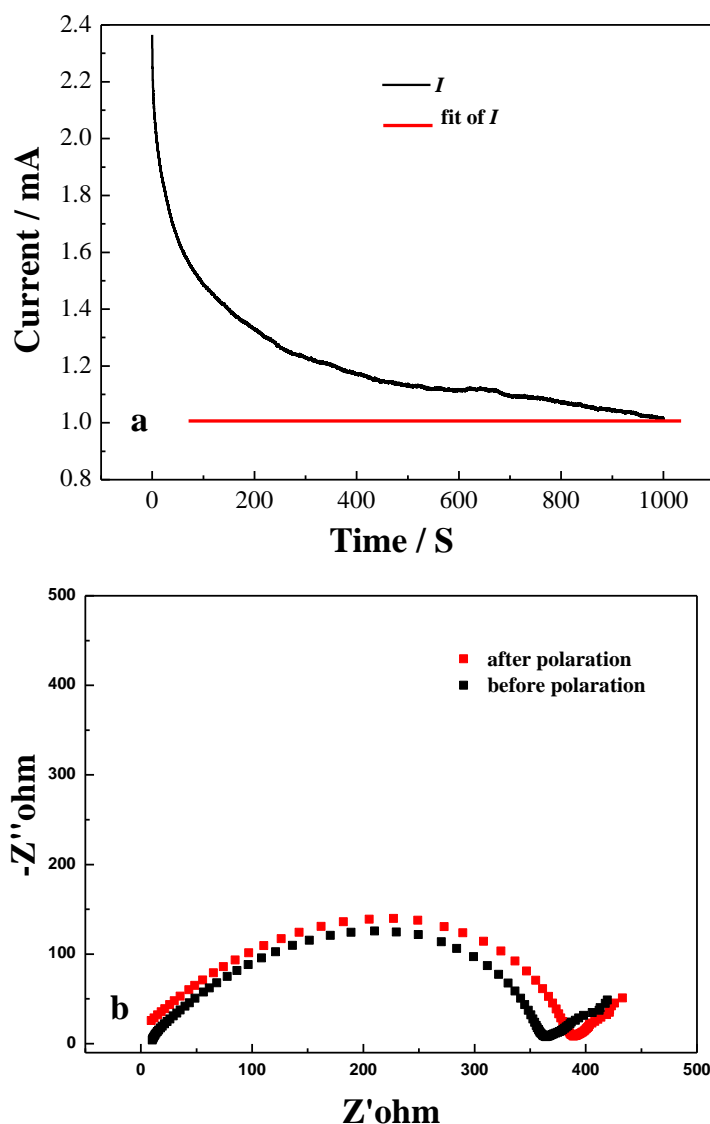 2.4
2.2
2.0
1.8
1.6
1.4
1.2
1.0
0.8
Current / mA
I
fit of I
a
0 200 400 600 800 1000
Time / S
500
400
300
200
100
0
-Z''ohm
after polaration
before polaration
b
0 100 200 300 400 500
Z'ohm